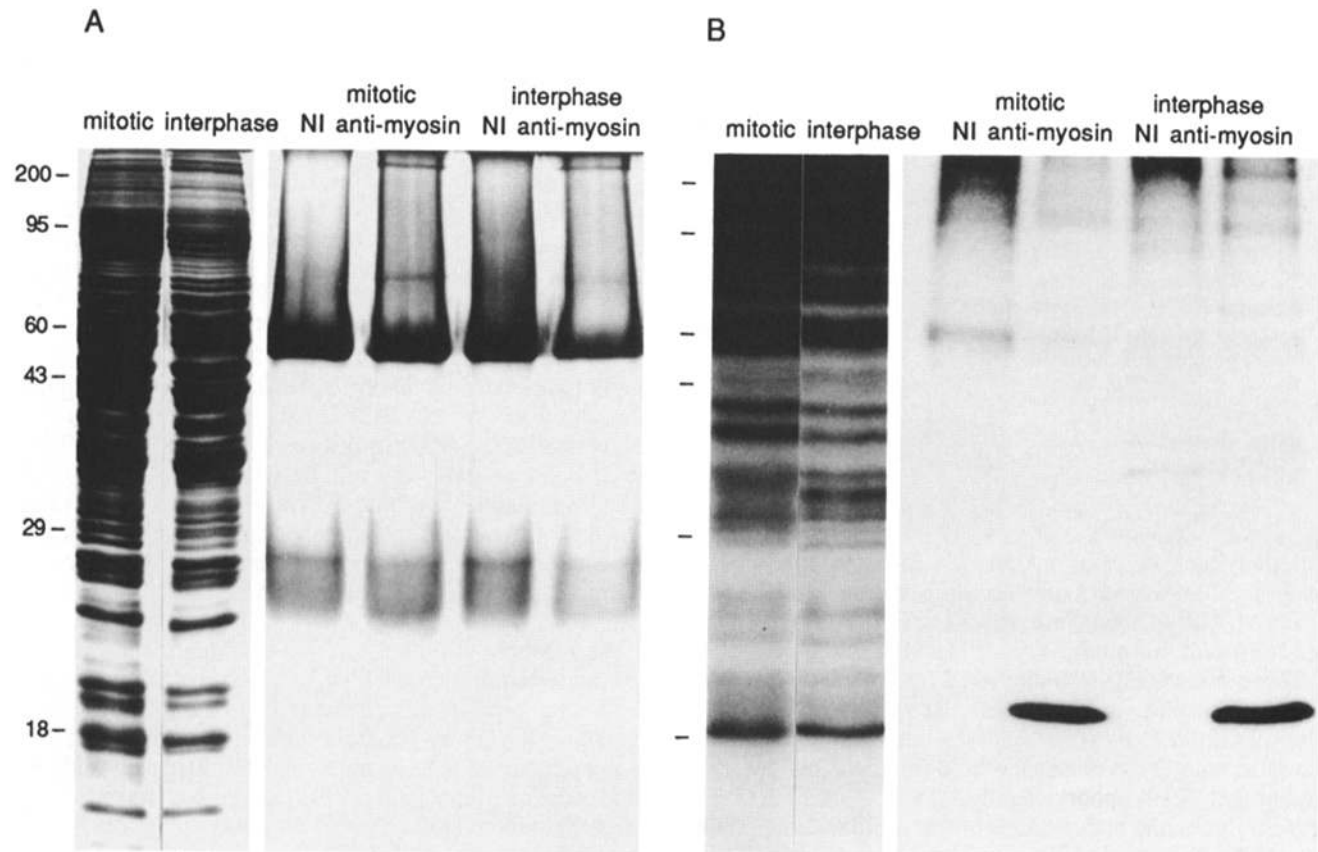 A
mitotic interphase
mitotic
NI anti-myosin
interphase
NI anti-myosin
200 –
95 –
60 –
43 –
29 –
18 –
B
mitotic interphase
mitotic
NI anti-myosin
interphase
NI anti-myosin